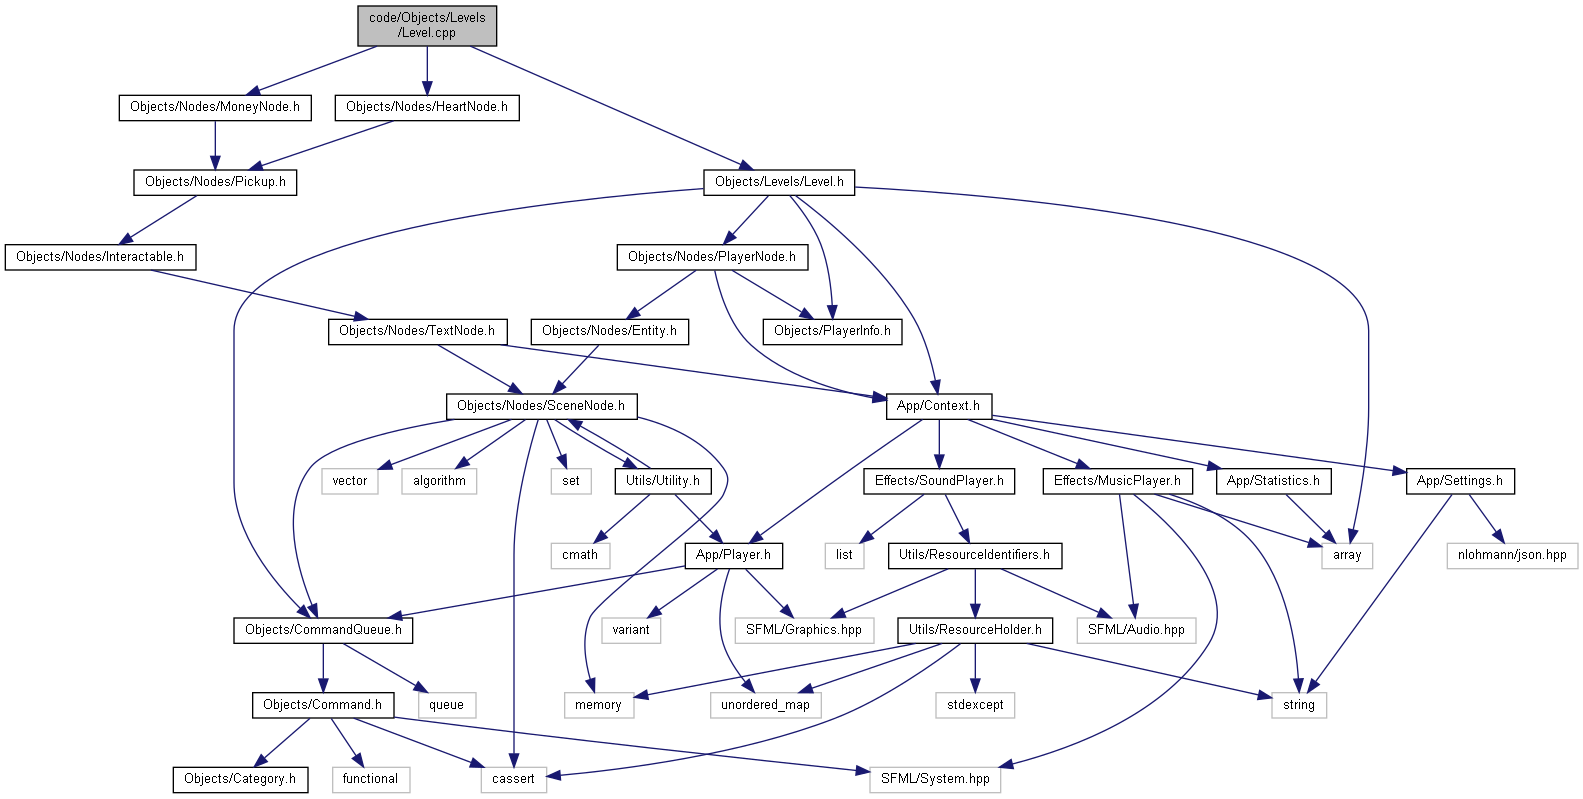 code/Objects/Levels
/Level.cpp
Objects/Nodes/MoneyNode.h
Objects/Nodes/HeartNode.h
Objects/Nodes/Pickup.h
Objects/Levels/Level.h
Objects/Nodes/Interactable.h
Objects/Nodes/PlayerNode.h
Objects/Nodes/TextNode.h
Objects/Nodes/Entity.h
Objects/PlayerInfo.h
Objects/Nodes/SceneNode.h
App/Context.h
vector
algorithm
set
Utils/Utility.h
Effects/SoundPlayer.h
Effects/MusicPlayer.h
App/Statistics.h
App/Settings.h
cmath
App/Player.h
list
Utils/ResourceIdentifiers.h
array
nlohmann/json.hpp
Objects/CommandQueue.h
variant
SFML/Graphics.hpp
Utils/ResourceHolder.h
SFML/Audio.hpp
Objects/Command.h
queue
memory
unordered_map
stdexcept
string
Objects/Category.h
functional
cassert
SFML/System.hpp